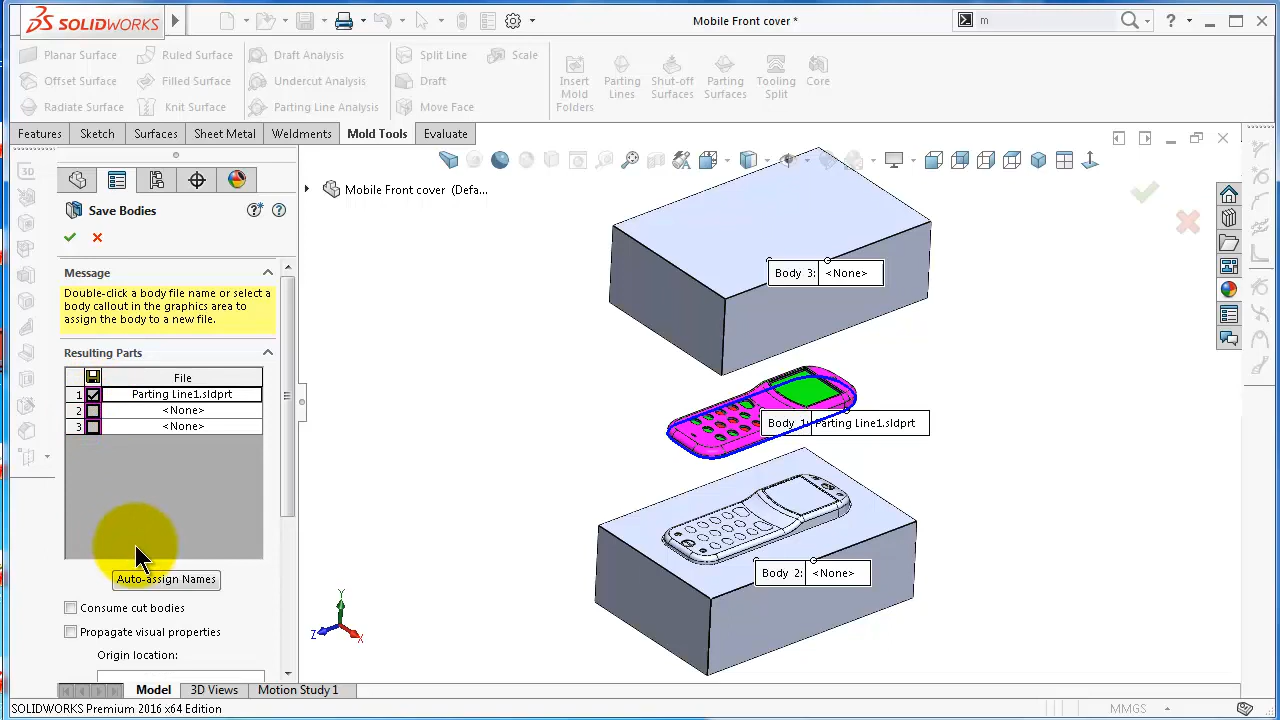 SOLIDWORKS
Mobile Front cover *
m
?
Planar Surface
Ruled Surface
Draft Analysis
Split Line
Scale
Offset Surface
Filled Surface
Undercut Analysis
Draft
Radiate Surface
Knit Surface
Parting Line Analysis
Move Face
Insert
Mold
Folders
Parting
Lines
Shut-off
Surfaces
Parting
Surfaces
Tooling
Split
Core
Features
Sketch
Surfaces
Sheet Metal
Weldments
Mold Tools
Evaluate
3D
Mobile Front cover (Defa...
Save Bodies
Message
Double-click a body file name or select a
body callout in the graphics area to
assign the body to a new file.
Resulting Parts
File
1 Parting Line1.sldprt
2 <None>
3 <None>
Auto-assign Names
Consume cut bodies
Propagate visual properties
Origin location:
Body 3: <None>
Body 1: Parting Line1.sldprt
Body 2: <None>
Y
Z
X
Model
3D Views
Motion Study 1
SOLIDWORKS Premium 2016 x64 Edition
MMGS